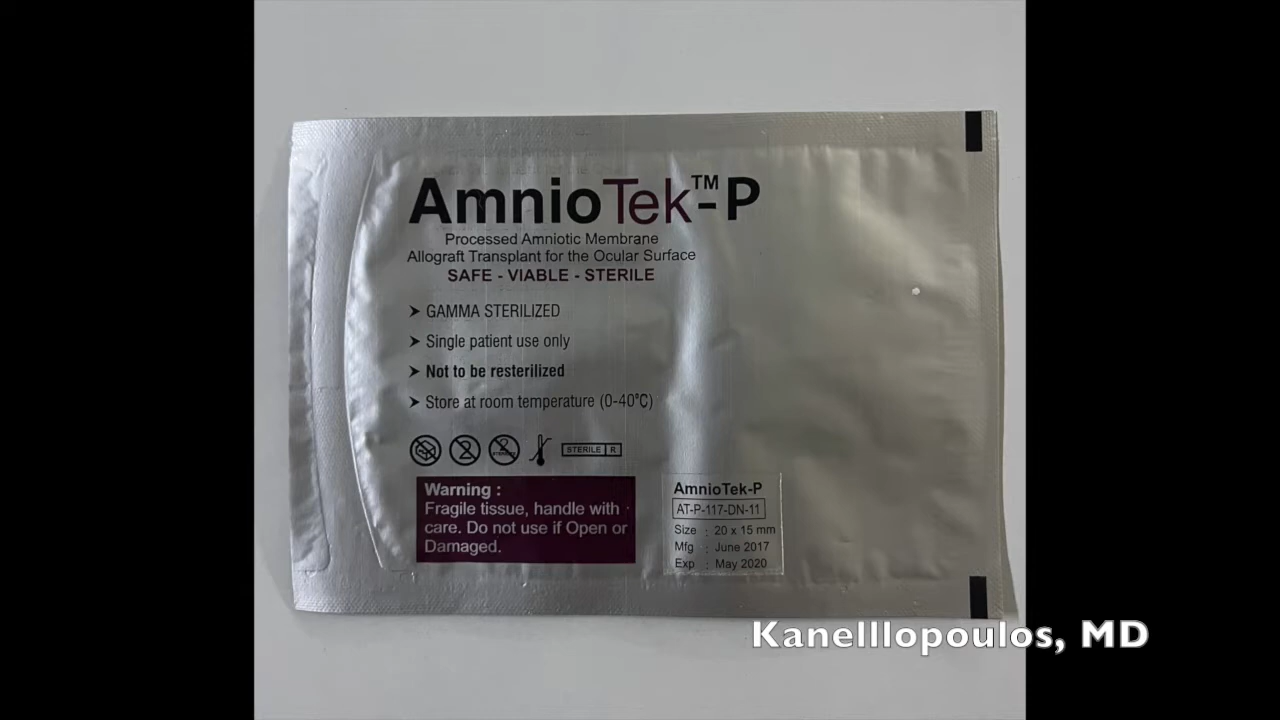 AmnioTek™-P
Processed Amniotic Membrane
Allograft Transplant for the Ocular Surface
SAFE - VIABLE - STERILE
➤ GAMMA STERILIZED
➤ Single patient use only
➤ Not to be resterilized
➤ Store at room temperature (0-40°C)
STERILE R
Warning :
Fragile tissue, handle with
care. Do not use if Open or
Damaged.
AmnioTek-P
AT-P-117-DN-11
Size : 20 x 15 mm
Mfg : June 2017
Exp : May 2020
Kanelllopoulos, MD